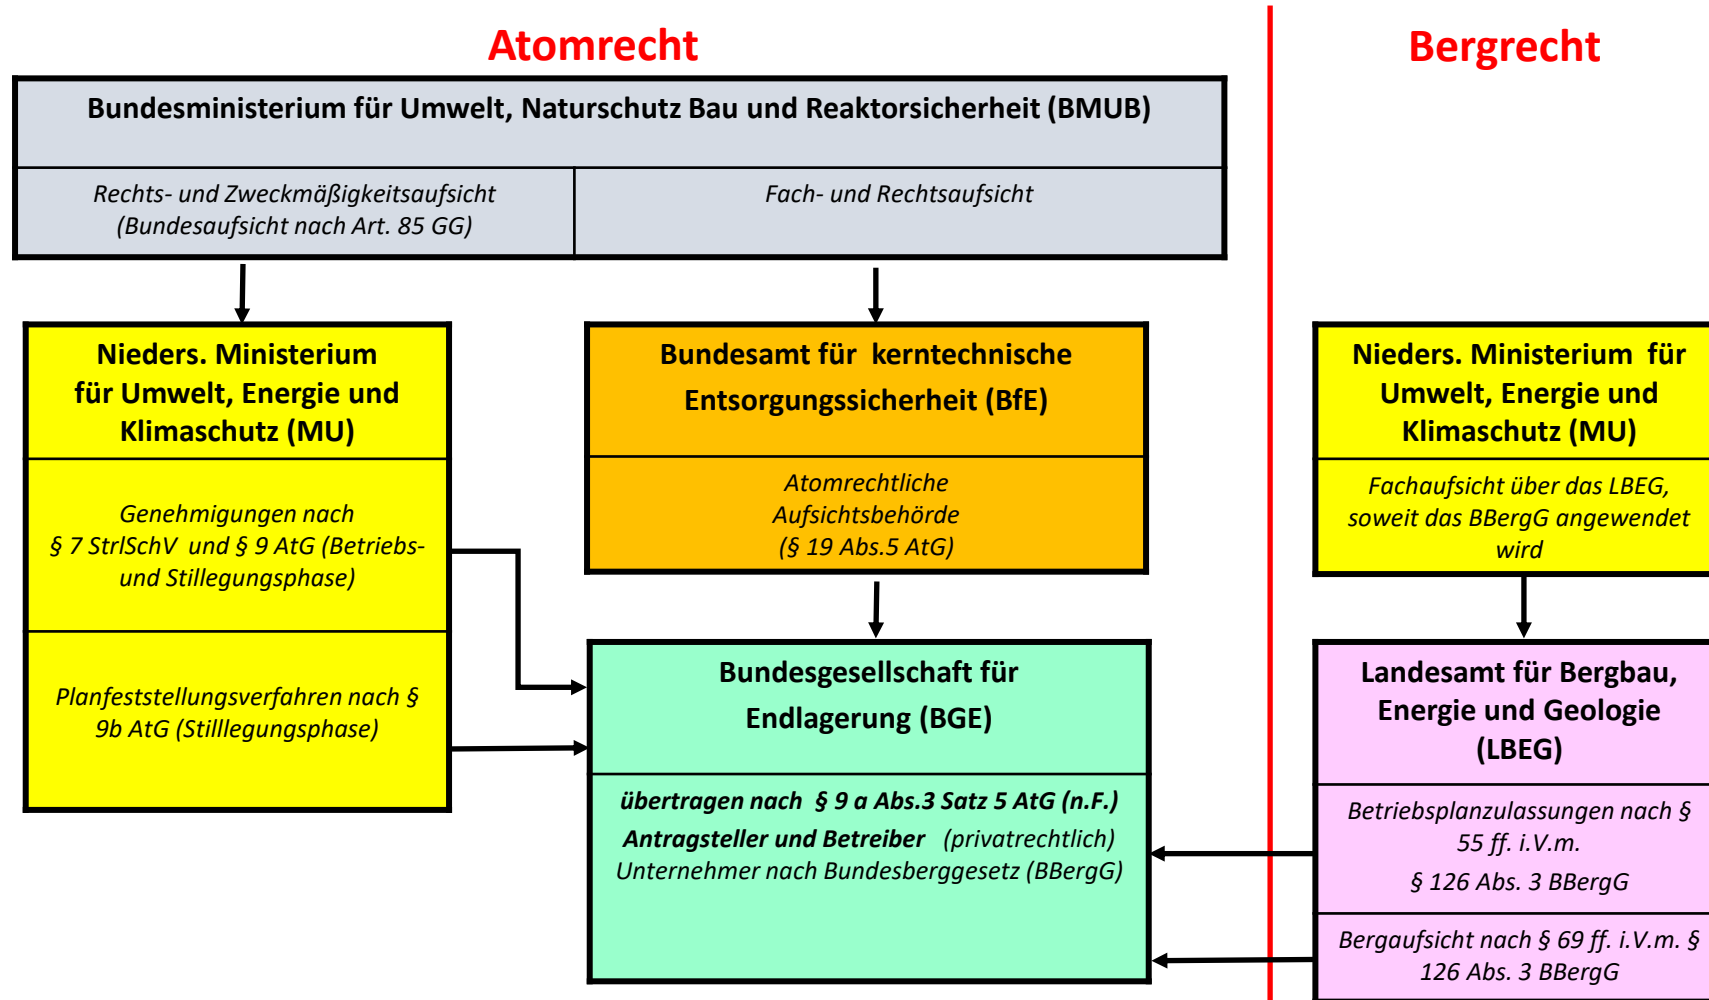 Atomrecht
Bergrecht
Bundesministerium für Umwelt, Naturschutz Bau und Reaktorsicherheit (BMUB)
Rechts- und Zweckmäßigkeitsaufsicht
(Bundesaufsicht nach Art. 85 GG)
Fach- und Rechtsaufsicht
Nieders. Ministerium
für Umwelt, Energie und
Klimaschutz (MU)
Genehmigungen nach
§ 7 StrlSchV und § 9 AtG (Betriebs-
und Stillegungsphase)
Planfeststellungsverfahren nach §
9b AtG (Stilllegungsphase)
Bundesamt für kerntechnische
Entsorgungssicherheit (BfE)
Atomrechtliche
Aufsichtsbehörde
(§ 19 Abs.5 AtG)
Bundesgesellschaft für
Endlagerung (BGE)
übertragen nach § 9 a Abs.3 Satz 5 AtG (n.F.)
Antragsteller und Betreiber (privatrechtlich)
Unternehmer nach Bundesberggesetz (BBergG)
Nieders. Ministerium für
Umwelt, Energie und
Klimaschutz (MU)
Fachaufsicht über das LBEG,
soweit das BBergG angewendet
wird
Landesamt für Bergbau,
Energie und Geologie
(LBEG)
Betriebsplanzulassungen nach §
55 ff. i.V.m.
§ 126 Abs. 3 BBergG
Bergaufsicht nach § 69 ff. i.V.m. §
126 Abs. 3 BBergG